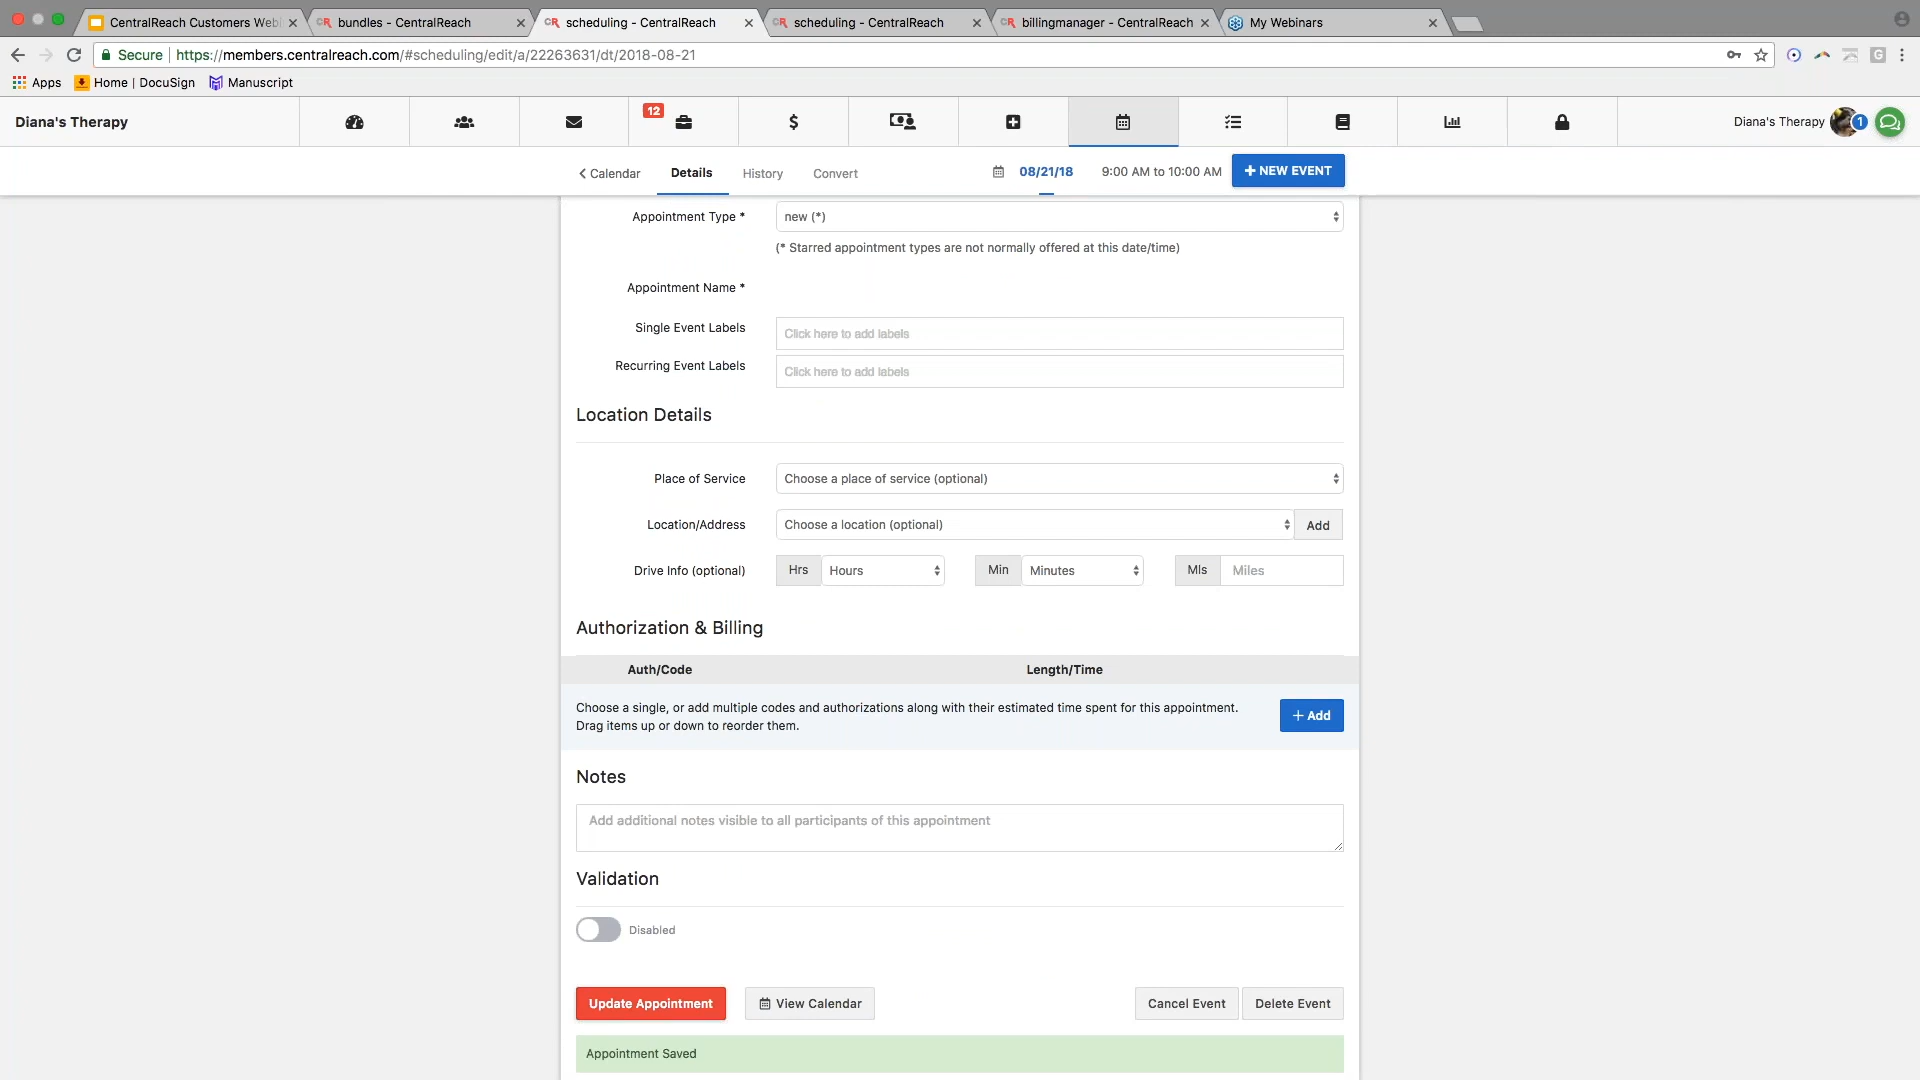 CentralReach Customers Webi
CR bundles - CentralReach
CR scheduling - CentralReach
CR scheduling - CentralReach
CR billingmanager - CentralReach
My Webinars
Secure https://members.centralreach.com/#scheduling/edit/a/22263631/dt/2018-08-21
Apps Home | DocuSign Manuscript
Diana's Therapy
12
Diana's Therapy 1
Calendar Details History Convert 08/21/18 9:00 AM to 10:00 AM + NEW EVENT
Appointment Type * new (*)
(* Starred appointment types are not normally offered at this date/time)
Appointment Name *
Single Event Labels Click here to add labels
Recurring Event Labels Click here to add labels
Location Details
Place of Service Choose a place of service (optional)
Location/Address Choose a location (optional) Add
Drive Info (optional) Hrs Hours Min Minutes Mls Miles
Authorization & Billing
Auth/Code Length/Time
Choose a single, or add multiple codes and authorizations along with their estimated time spent for this appointment.
Drag items up or down to reorder them.
+ Add
Notes
Add additional notes visible to all participants of this appointment
Validation
Disabled
Update Appointment View Calendar Cancel Event Delete Event
Appointment Saved